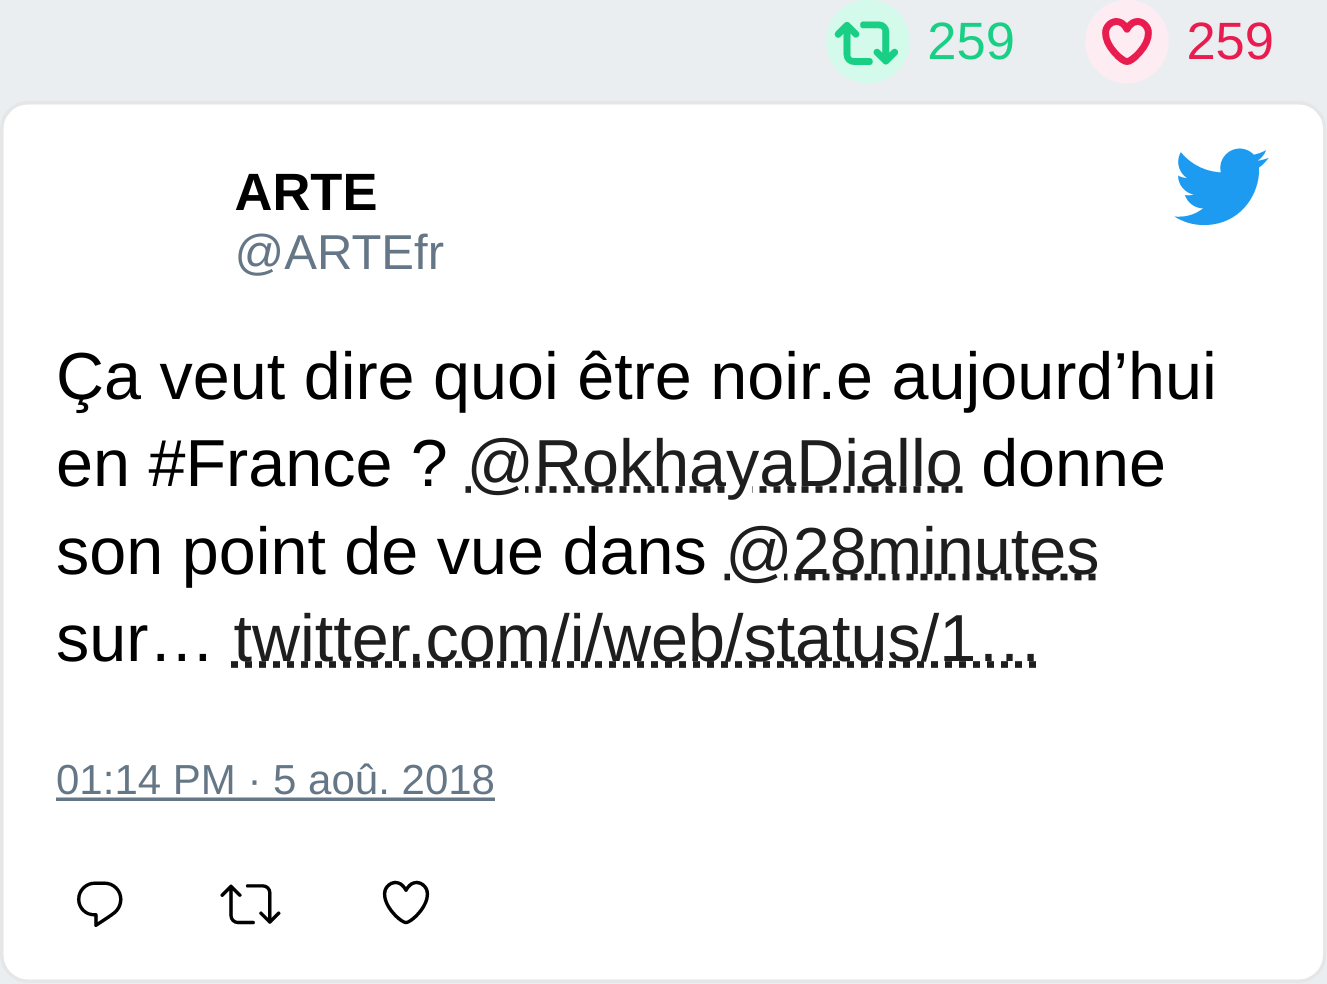 259 259
ARTE
@ARTEfr
Ça veut dire quoi être noir.e aujourd’hui
en #France ? @RokhayaDiallo donne
son point de vue dans @28minutes
sur… twitter.com/i/web/status/1…
01:14 PM · 5 aoû. 2018